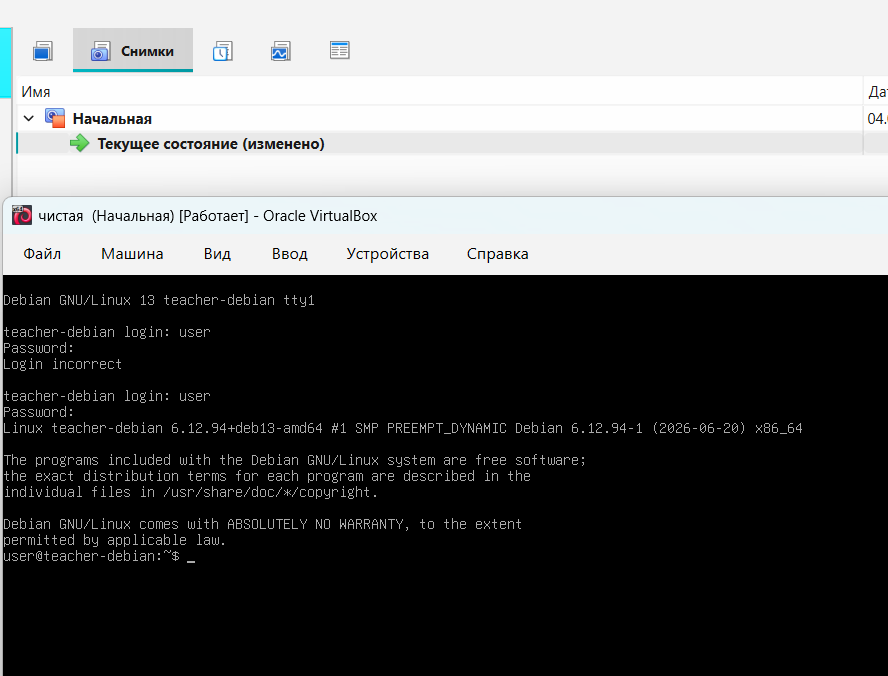 Снимки
Имя
Начальная 04.
Текущее состояние (изменено)
чистая (Начальная) [Работает] - Oracle VirtualBox
Файл Машина Вид Ввод Устройства Справка
Debian GNU/Linux 13 teacher-debian tty1
teacher-debian login: user
Password:
Login incorrect
teacher-debian login: user
Password:
Linux teacher-debian 6.12.94+deb13-amd64 #1 SMP PREEMPT_DYNAMIC Debian 6.12.94-1 (2026-06-20) x86_64
The programs included with the Debian GNU/Linux system are free software;
the exact distribution terms for each program are described in the
individual files in /usr/share/doc/*/copyright.
Debian GNU/Linux comes with ABSOLUTELY NO WARRANTY, to the extent
permitted by applicable law.
user@teacher-debian:~$ _